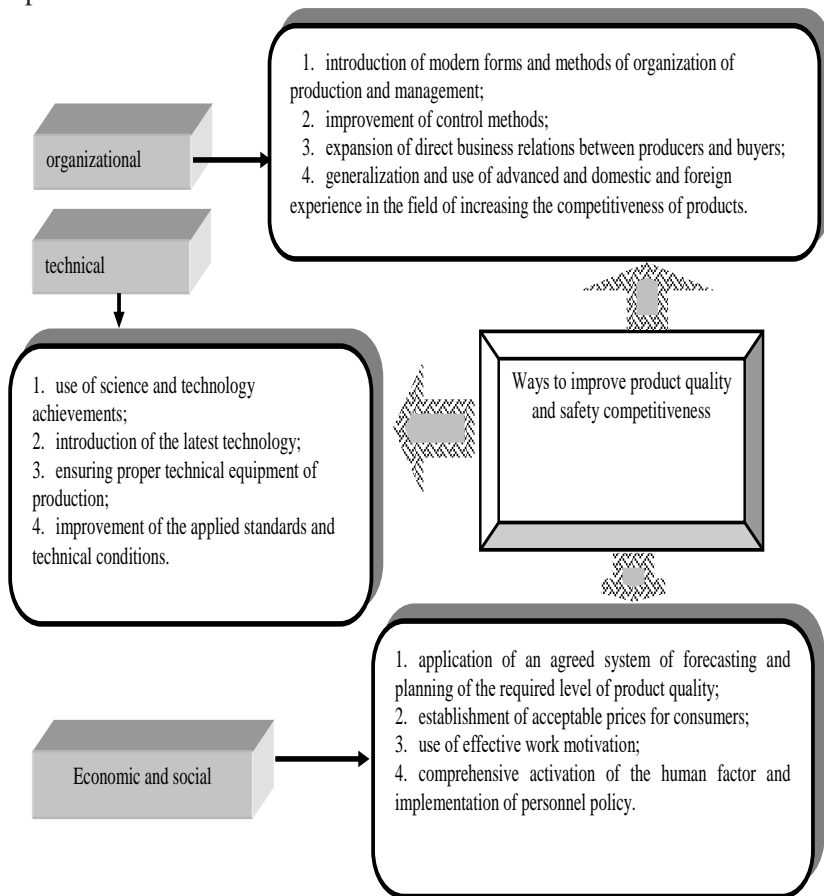 organizational
1. introduction of modern forms and methods of organization of
production and management;
2. improvement of control methods;
3. expansion of direct business relations between producers and buyers;
4. generalization and use of advanced and domestic and foreign
experience in the field of increasing the competitiveness of products.
technical
1. use of science and technology
achievements;
2. introduction of the latest technology;
3. ensuring proper technical equipment of
production;
4. improvement of the applied standards and
technical conditions.
Ways to improve product quality
and safety competitiveness
Economic and social
1. application of an agreed system of forecasting and
planning of the required level of product quality;
2. establishment of acceptable prices for consumers;
3. use of effective work motivation;
4. comprehensive activation of the human factor and
implementation of personnel policy.